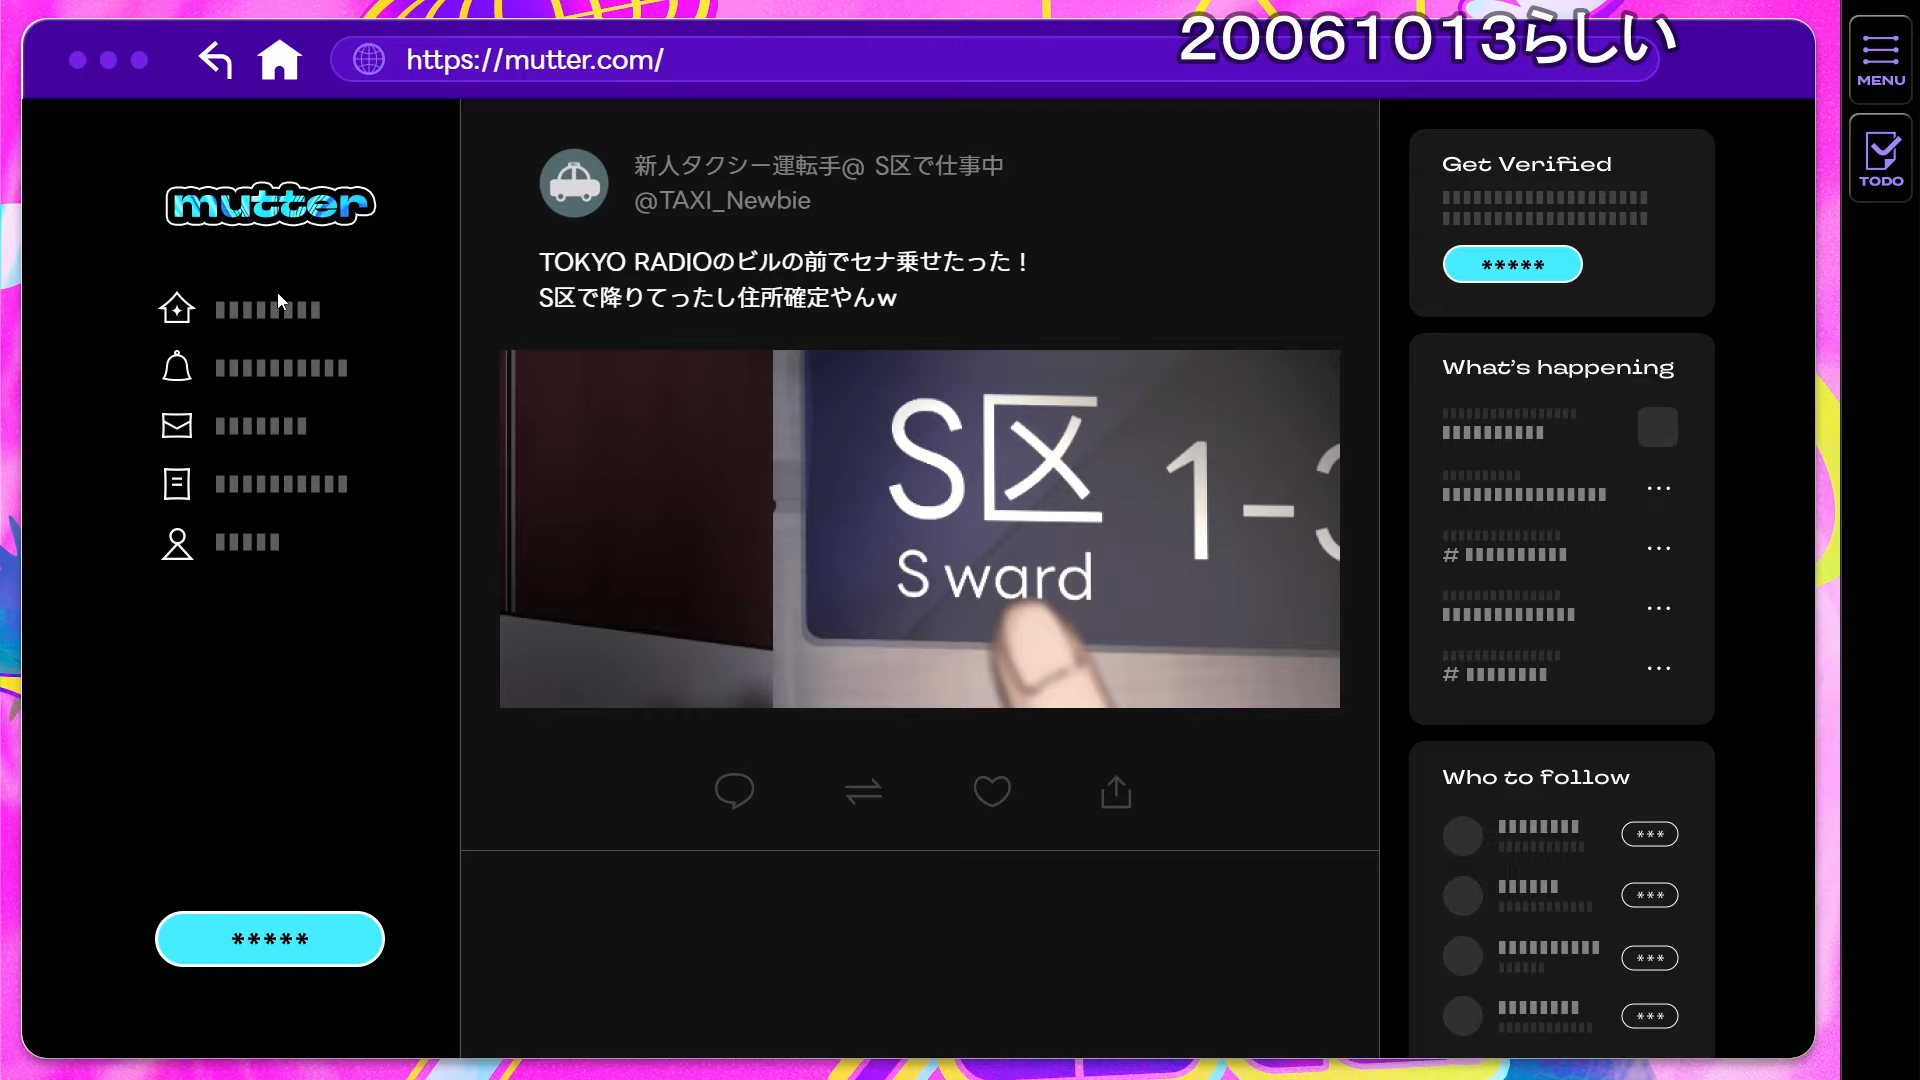 20061013らしい
https://mutter.com/
MENU
TODO
mutter
*****
新人タクシー運転手@ S区で仕事中
@TAXI_Newbie
TOKYO RADIOのビルの前でセナ乗せたった！
S区で降りてったし住所確定やんw
S区 1-3
S ward
Get Verified
*****
What's happening
...
# ...
...
# ...
Who to follow
***
***
***
***